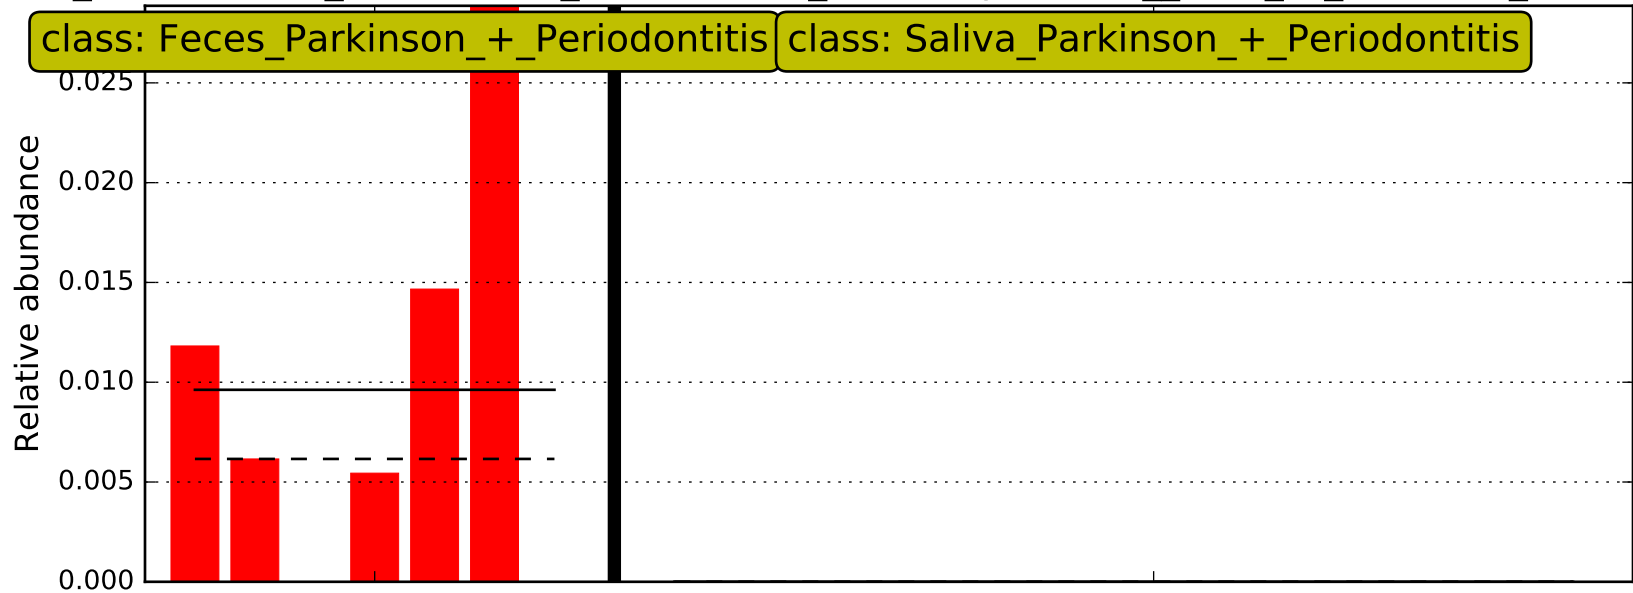 class: Feces_Parkinson_+_Periodontitis
class: Saliva_Parkinson_+_Periodontitis
0.025
0.020
0.015
0.010
0.005
0.000
Relative abundance